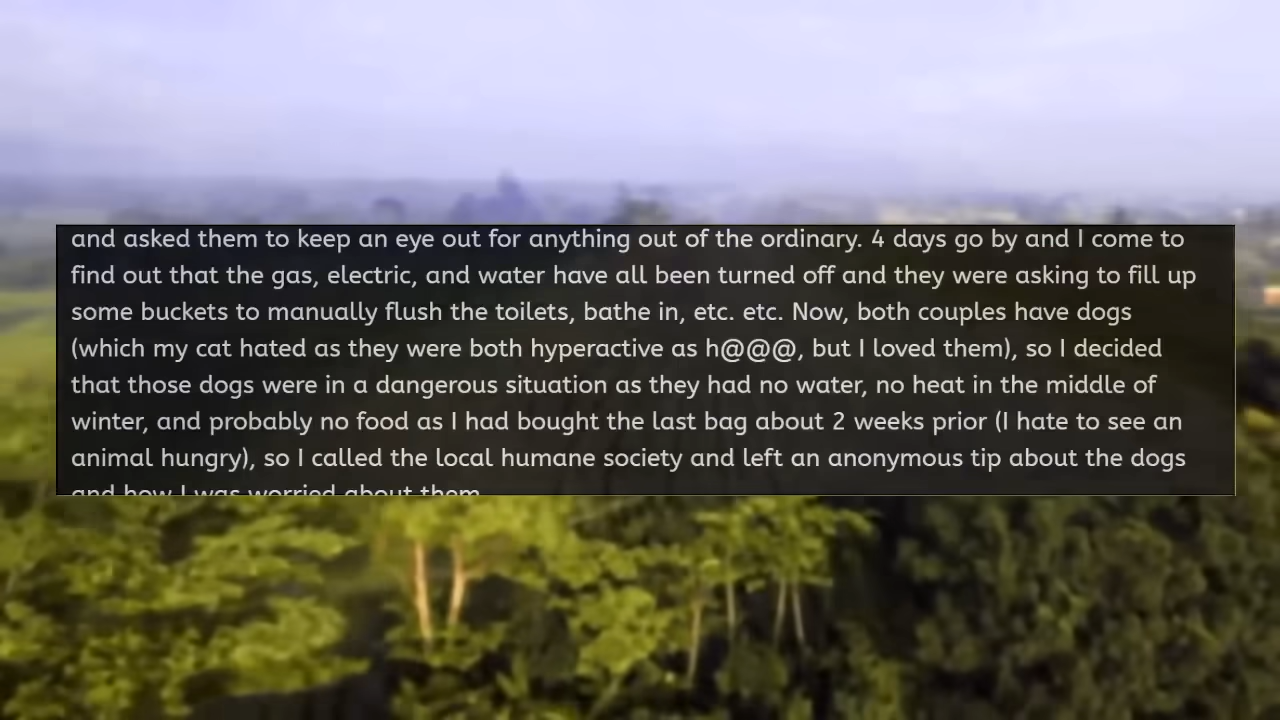 and asked them to keep an eye out for anything out of the ordinary. 4 days go by and I come to
find out that the gas, electric, and water have all been turned off and they were asking to fill up
some buckets to manually flush the toilets, bathe in, etc. etc. Now, both couples have dogs
(which my cat hated as they were both hyperactive as h@@@, but I loved them), so I decided
that those dogs were in a dangerous situation as they had no water, no heat in the middle of
winter, and probably no food as I had bought the last bag about 2 weeks prior (I hate to see an
animal hungry), so I called the local humane society and left an anonymous tip about the dogs
and how I was worried about them